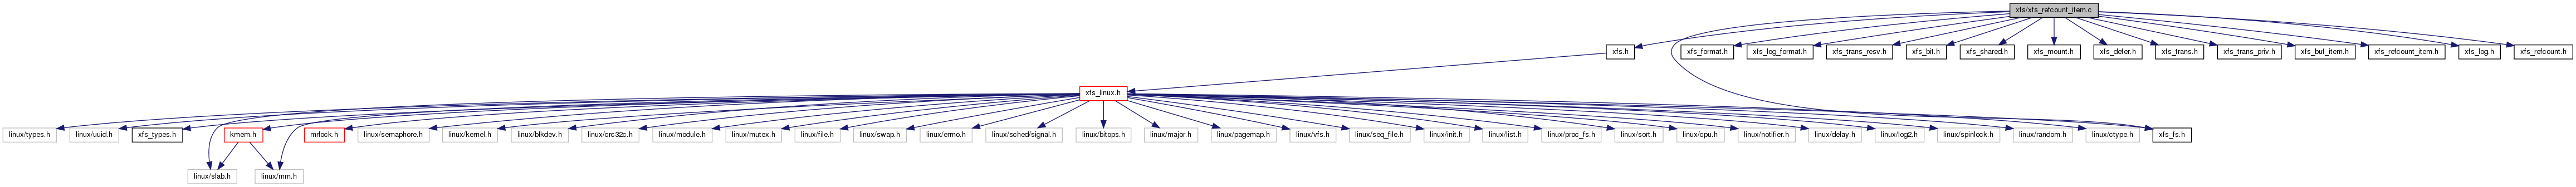 xfs/xfs_refcount_item.c
xfs.h
xfs_format.h
xfs_log_format.h
xfs_trans_resv.h
xfs_bit.h
xfs_shared.h
xfs_mount.h
xfs_defer.h
xfs_trans.h
xfs_trans_priv.h
xfs_buf_item.h
xfs_refcount_item.h
xfs_log.h
xfs_refcount.h
xfs_linux.h
linux/types.h
linux/uuid.h
xfs_types.h
kmem.h
mrlock.h
linux/semaphore.h
linux/kernel.h
linux/blkdev.h
linux/crc32c.h
linux/module.h
linux/mutex.h
linux/file.h
linux/swap.h
linux/errno.h
linux/sched/signal.h
linux/bitops.h
linux/major.h
linux/pagemap.h
linux/vfs.h
linux/seq_file.h
linux/init.h
linux/list.h
linux/proc_fs.h
linux/sort.h
linux/cpu.h
linux/notifier.h
linux/delay.h
linux/log2.h
linux/spinlock.h
linux/random.h
linux/ctype.h
xfs_fs.h
linux/slab.h
linux/mm.h